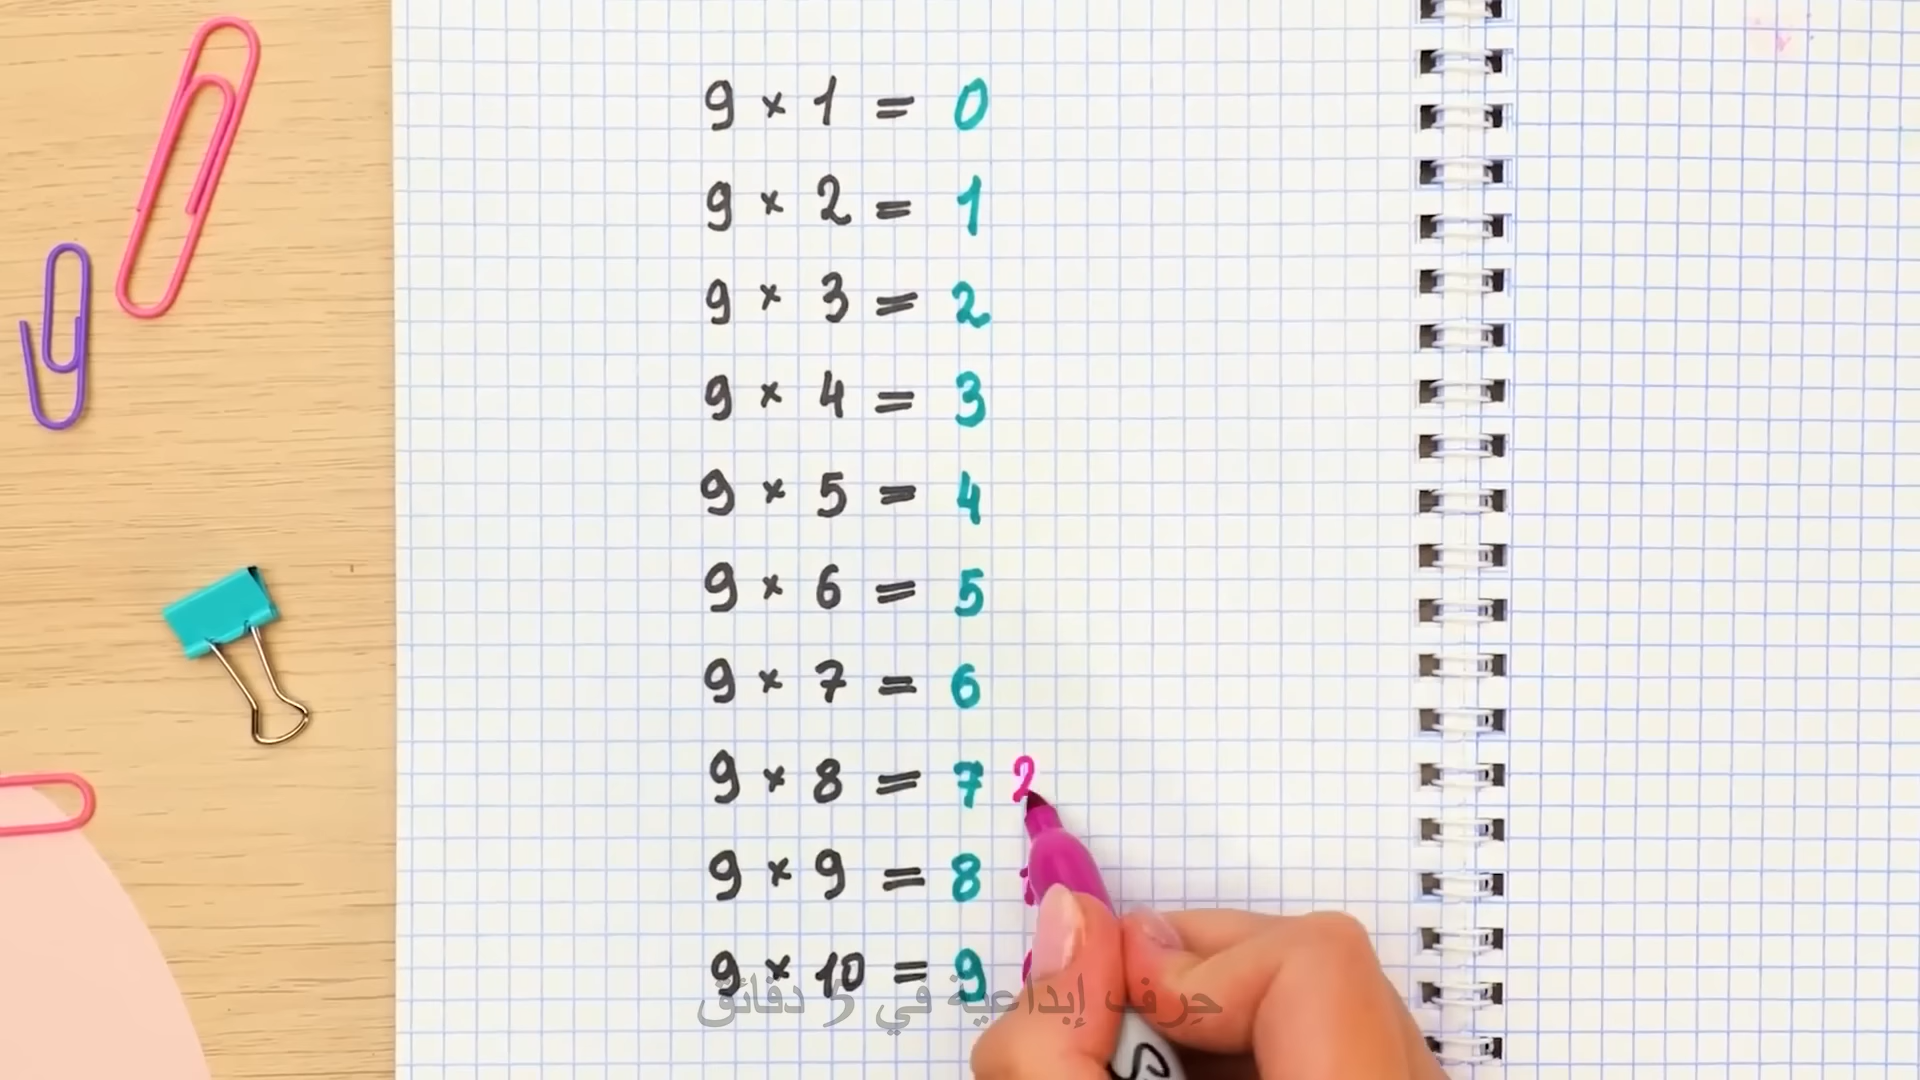 9 × 1 = 0
9 × 2 = 1
9 × 3 = 2
9 × 4 = 3
9 × 5 = 4
9 × 6 = 5
9 × 7 = 6
9 × 8 = 7 2
9 × 9 = 8
9 × 10 = 9
حِرف إبداعية في 5 دقائق